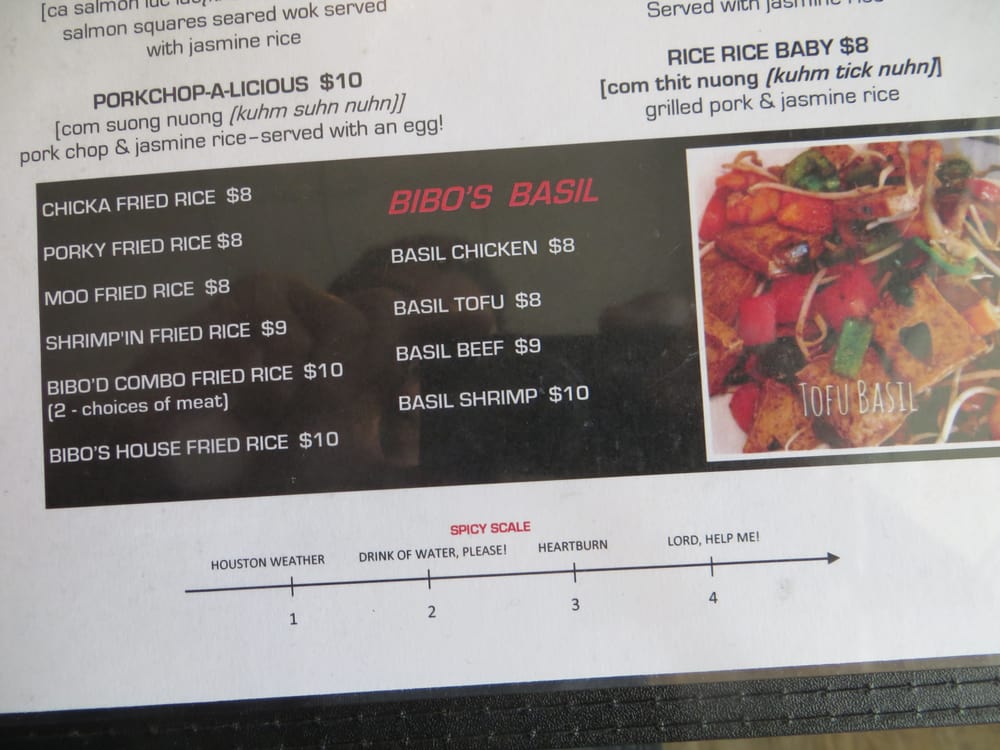 [ca salmon luc
salmon squares seared wok served
with jasmine rice
PORKCHOP-A-LICIOUS $10
[com suong nuong (kuhm suhn nuhn)]
pork chop & jasmine rice-served with an egg!
Served with jasmine rice
RICE RICE BABY $8
[com thit nuong (kuhm tick nuhn)]
grilled pork & jasmine rice
CHICKA FRIED RICE $8
PORKY FRIED RICE $8
MOO FRIED RICE $8
SHRIMP'IN FRIED RICE $9
BIBO'D COMBO FRIED RICE $10
(2 - choices of meat)
BIBO'S HOUSE FRIED RICE $10
BIBO'S BASIL
BASIL CHICKEN $8
BASIL TOFU $8
BASIL BEEF $9
BASIL SHRIMP $10
TOFU BASIL
SPICY SCALE
HOUSTON WEATHER DRINK OF WATER, PLEASE! HEARTBURN LORD, HELP ME!
1 2 3 4